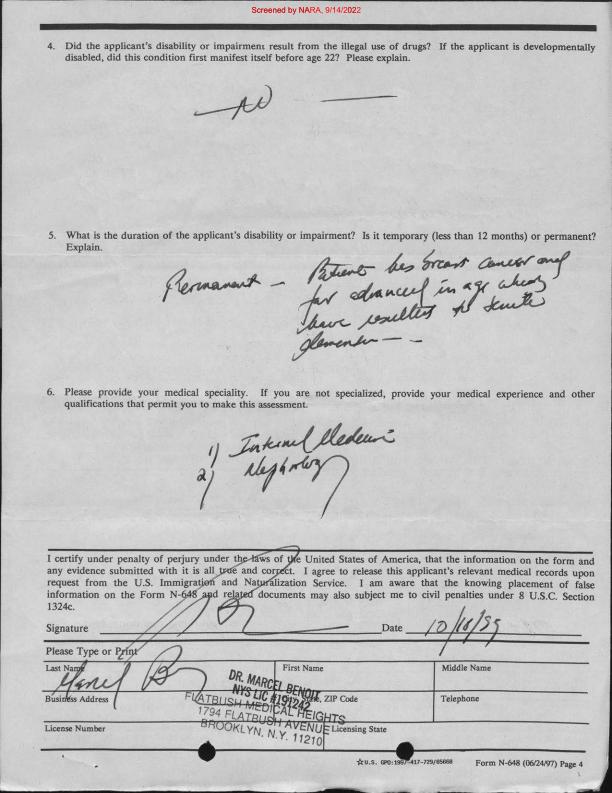 Screened by NARA, 9/14/2022
4. Did the applicant's disability or impairment result from the illegal use of drugs? If the applicant is developmentally
disabled, did this condition first manifest itself before age 22? Please explain.
5. What is the duration of the applicant's disability or impairment? Is it temporary (less than 12 months) or permanent?
Explain.
Permanent - Patient has breast cancer and
far advanced in age
have resulted
6. Please provide your medical speciality. If you are not specialized, provide your medical experience and other
qualifications that permit you to make this assessment.
1) Internal Medecine
2) Nephrology
I certify under penalty of perjury under the laws of the United States of America, that the information on the form and
any evidence submitted with it is all true and correct. I agree to release this applicant's relevant medical records upon
request from the U.S. Immigration and Naturalization Service. I am aware that the knowing placement of false
information on the Form N-648 and related documents may also subject me to civil penalties under 8 U.S.C. Section
1324c.
Signature Date 10/18/99
Please Type or Print
Last Name First Name Middle Name
Marcel
DR. MARCEL BENOIT
NYS LIC #191242
Business Address ZIP Code Telephone
FLATBUSH MEDICAL HEIGHTS
1794 FLATBUSH AVENUE
BROOKLYN, N.Y. 11210
License Number Licensing State
☆U.S. GPO:1997-417-729/65668 Form N-648 (06/24/97) Page 4